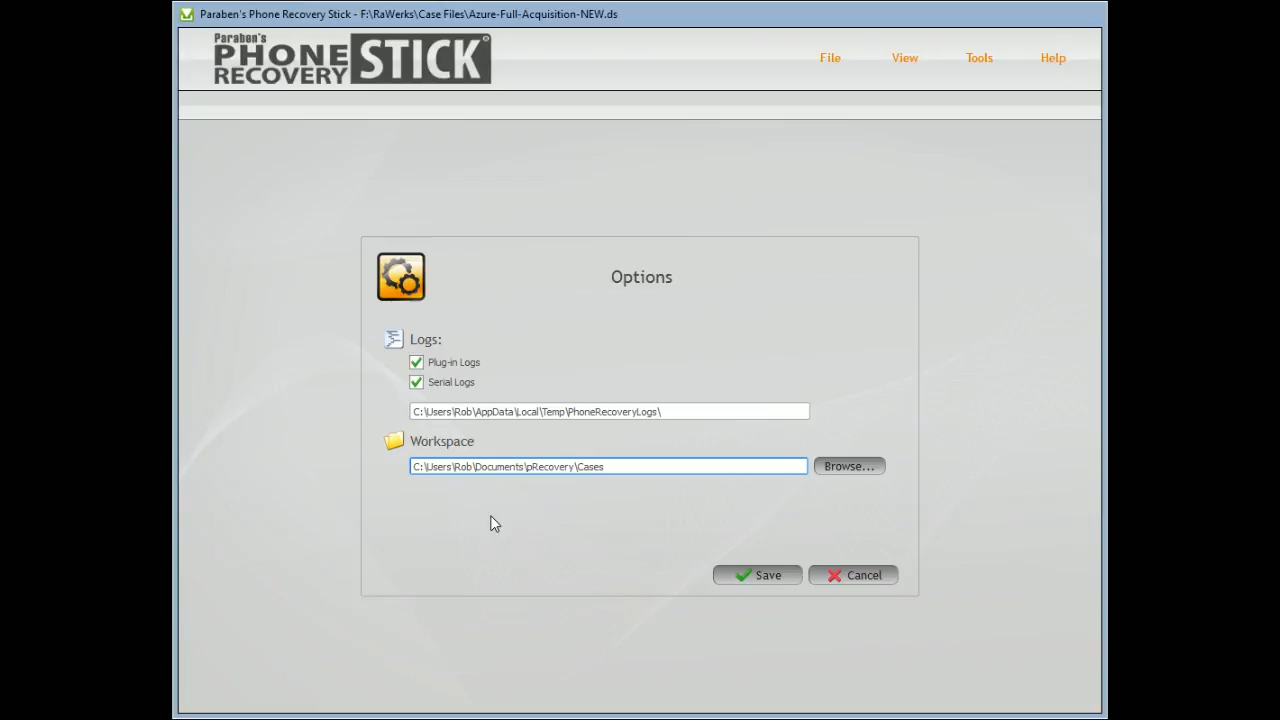 Paraben's Phone Recovery Stick - F:\RaWerks\Case Files\Azure-Full-Acquisition-NEW.ds
Paraben's
PHONE RECOVERY STICK®
File View Tools Help
Options
Logs:
Plug-in Logs
Serial Logs
C:\Users\Rob\AppData\Local\Temp\PhoneRecoveryLogs\
Workspace
C:\Users\Rob\Documents\pRecovery\Cases
Browse...
Save Cancel